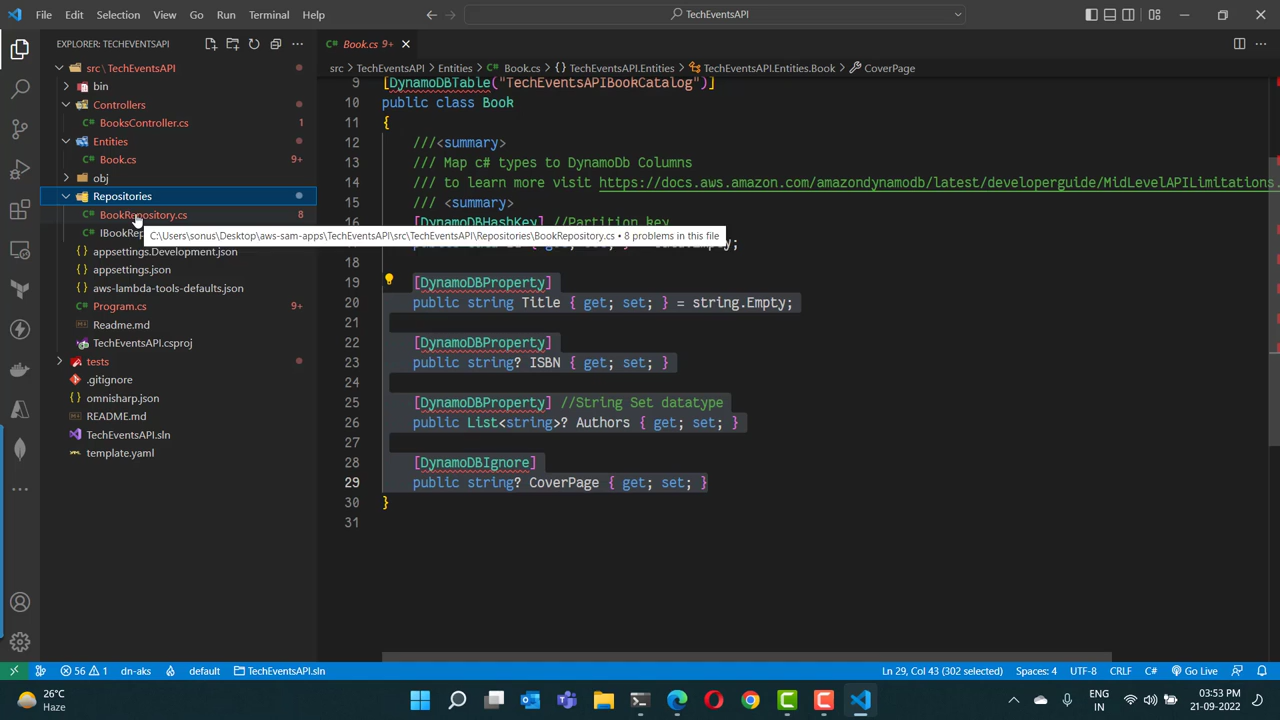 File Edit Selection View Go Run Terminal Help
TechEventsAPI
EXPLORER: TECHEVENTSAPI
src \ TechEventsAPI
bin
Controllers
BooksController.cs 1
Entities
Book.cs 9+
obj
Repositories
BookRepository.cs 8
IBookRep
appsettings.Development.json
appsettings.json
aws-lambda-tools-defaults.json
Program.cs 9+
Readme.md
TechEventsAPI.csproj
tests
.gitignore
omnisharp.json
README.md
TechEventsAPI.sln
template.yaml
C:\Users\sonus\Desktop\aws-sam-apps\TechEventsAPI\src\TechEventsAPI\Repositories\BookRepository.cs • 8 problems in this file
Book.cs 9+
src > TechEventsAPI > Entities > Book.cs > {} TechEventsAPI.Entities > TechEventsAPI.Entities.Book > CoverPage
9 [DynamoDBTable("TechEventsAPIBookCatalog")]
10 public class Book
11 {
12 ///<summary>
13 /// Map c# types to DynamoDb Columns
14 /// to learn more visit https://docs.aws.amazon.com/amazondynamodb/latest/developerguide/MidLevelAPILimitations.
15 /// <summary>
16 [DynamoDBHashKey] //Partition key
18
19 [DynamoDBProperty]
20 public string Title { get; set; } = string.Empty;
21
22 [DynamoDBProperty]
23 public string? ISBN { get; set; }
24
25 [DynamoDBProperty] //String Set datatype
26 public List<string>? Authors { get; set; }
27
28 [DynamoDBIgnore]
29 public string? CoverPage { get; set; }
30 }
31
56 1 dn-aks default TechEventsAPI.sln Ln 29, Col 43 (302 selected) Spaces: 4 UTF-8 CRLF C# Go Live
26°C
Haze
ENG
IN
03:53 PM
21-09-2022